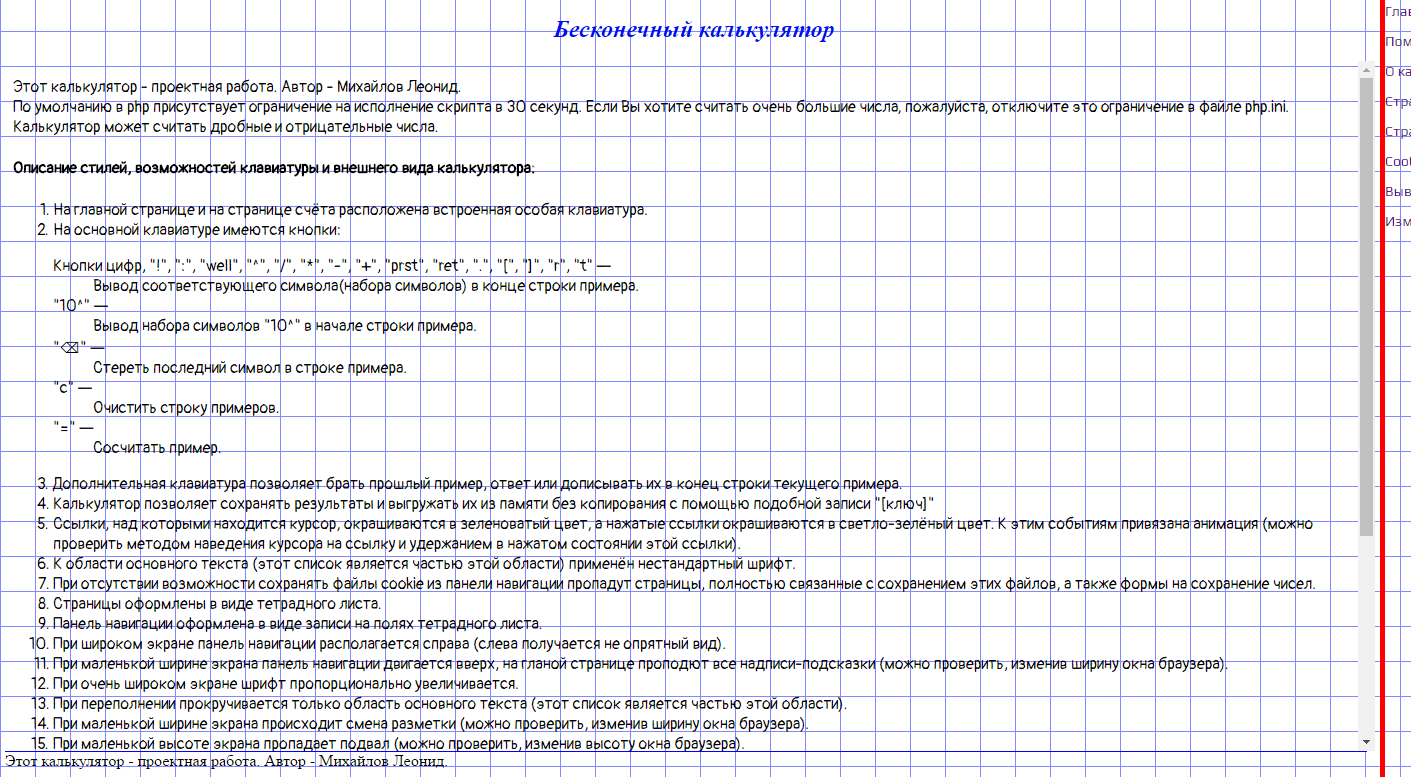 Бесконечный калькулятор
Этот калькулятор - проектная работа. Автор - Михайлов Леонид.
По умолчанию в php присутствует ограничение на исполнение скрипта в 30 секунд. Если Вы хотите считать очень большие числа, пожалуйста, отключите это ограничение в файле php.ini.
Калькулятор может считать дробные и отрицательные числа.
Описание стилей, возможностей клавиатуры и внешнего вида калькулятора:
1. На главной странице и на странице счёта расположена встроенная особая клавиатура.
2. На основной клавиатуре имеются кнопки:
Кнопки цифр, "!", ":", "well", "^", "/", "*", "-", "+", "prst", "ret", ".", "[", "]", "r", "t" —
Вывод соответствующего символа(набора символов) в конце строки примера.
"10^" —
Вывод набора символов "10^" в начале строки примера.
"⌫" —
Стереть последний символ в строке примера.
"c" —
Очистить строку примеров.
"=" —
Сосчитать пример.
3. Дополнительная клавиатура позволяет брать прошлый пример, ответ или дописывать их в конец строки текущего примера.
4. Калькулятор позволяет сохранять результаты и выгружать их из памяти без копирования с помощью подобной записи "[ключ]"
5. Ссылки, над которыми находится курсор, окрашиваются в зеленоватый цвет, а нажатые ссылки окрашиваются в светло-зелёный цвет. К этим событиям привязана анимация (можно
проверить методом наведения курсора на ссылку и удержанием в нажатом состоянии этой ссылки).
6. К области основного текста (этот список является частью этой области) применён нестандартный шрифт.
7. При отсутствии возможности сохранять файлы cookie из панели навигации пропадут страницы, полностью связанные с сохранением этих файлов, а также формы на сохранение чисел.
8. Страницы оформлены в виде тетрадного листа.
9. Панель навигации оформлена в виде записи на полях тетрадного листа.
10. При широком экране панель навигации располагается справа (слева получается не опрятный вид).
11. При маленькой ширине экрана панель навигации двигается вверх, на гланой странице проподют все надписи-подсказки (можно проверить, изменив ширину окна браузера).
12. При очень широком экране шрифт пропорционально увеличивается.
13. При переполнении прокручивается только область основного текста (этот список является частью этой области).
14. При маленькой ширине экрана происходит смена разметки (можно проверить, изменив ширину окна браузера).
15. При маленькой высоте экрана пропадает подвал (можно проверить, изменив высоту окна браузера).
Этот калькулятор - проектная работа. Автор - Михайлов Леонид.
Глав
Пом
О ка
Стра
Стра
Сооб
Выв
Изм